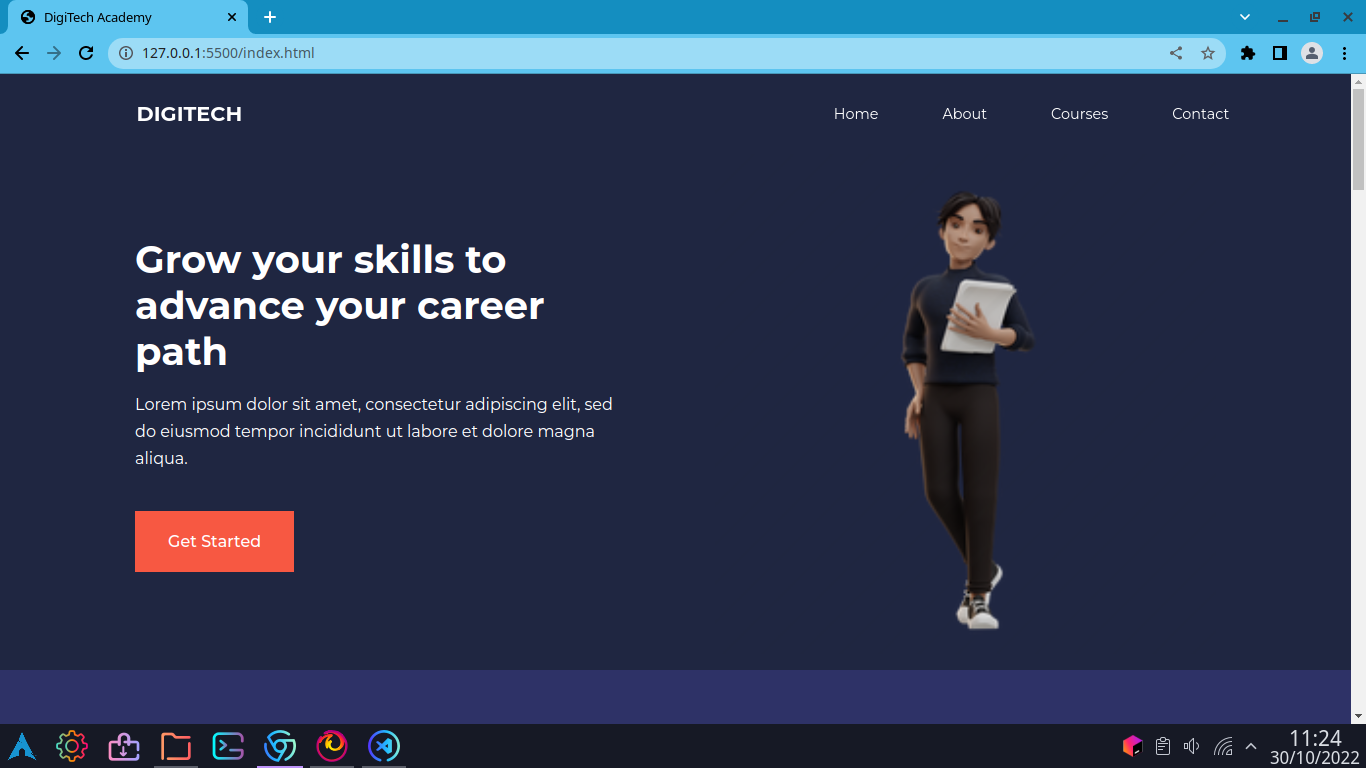 DigiTech Academy
127.0.0.1:5500/index.html
DIGITECH
Home
About
Courses
Contact
Grow your skills to
advance your career
path
Lorem ipsum dolor sit amet, consectetur adipiscing elit, sed
do eiusmod tempor incididunt ut labore et dolore magna
aliqua.
Get Started
11:24
30/10/2022